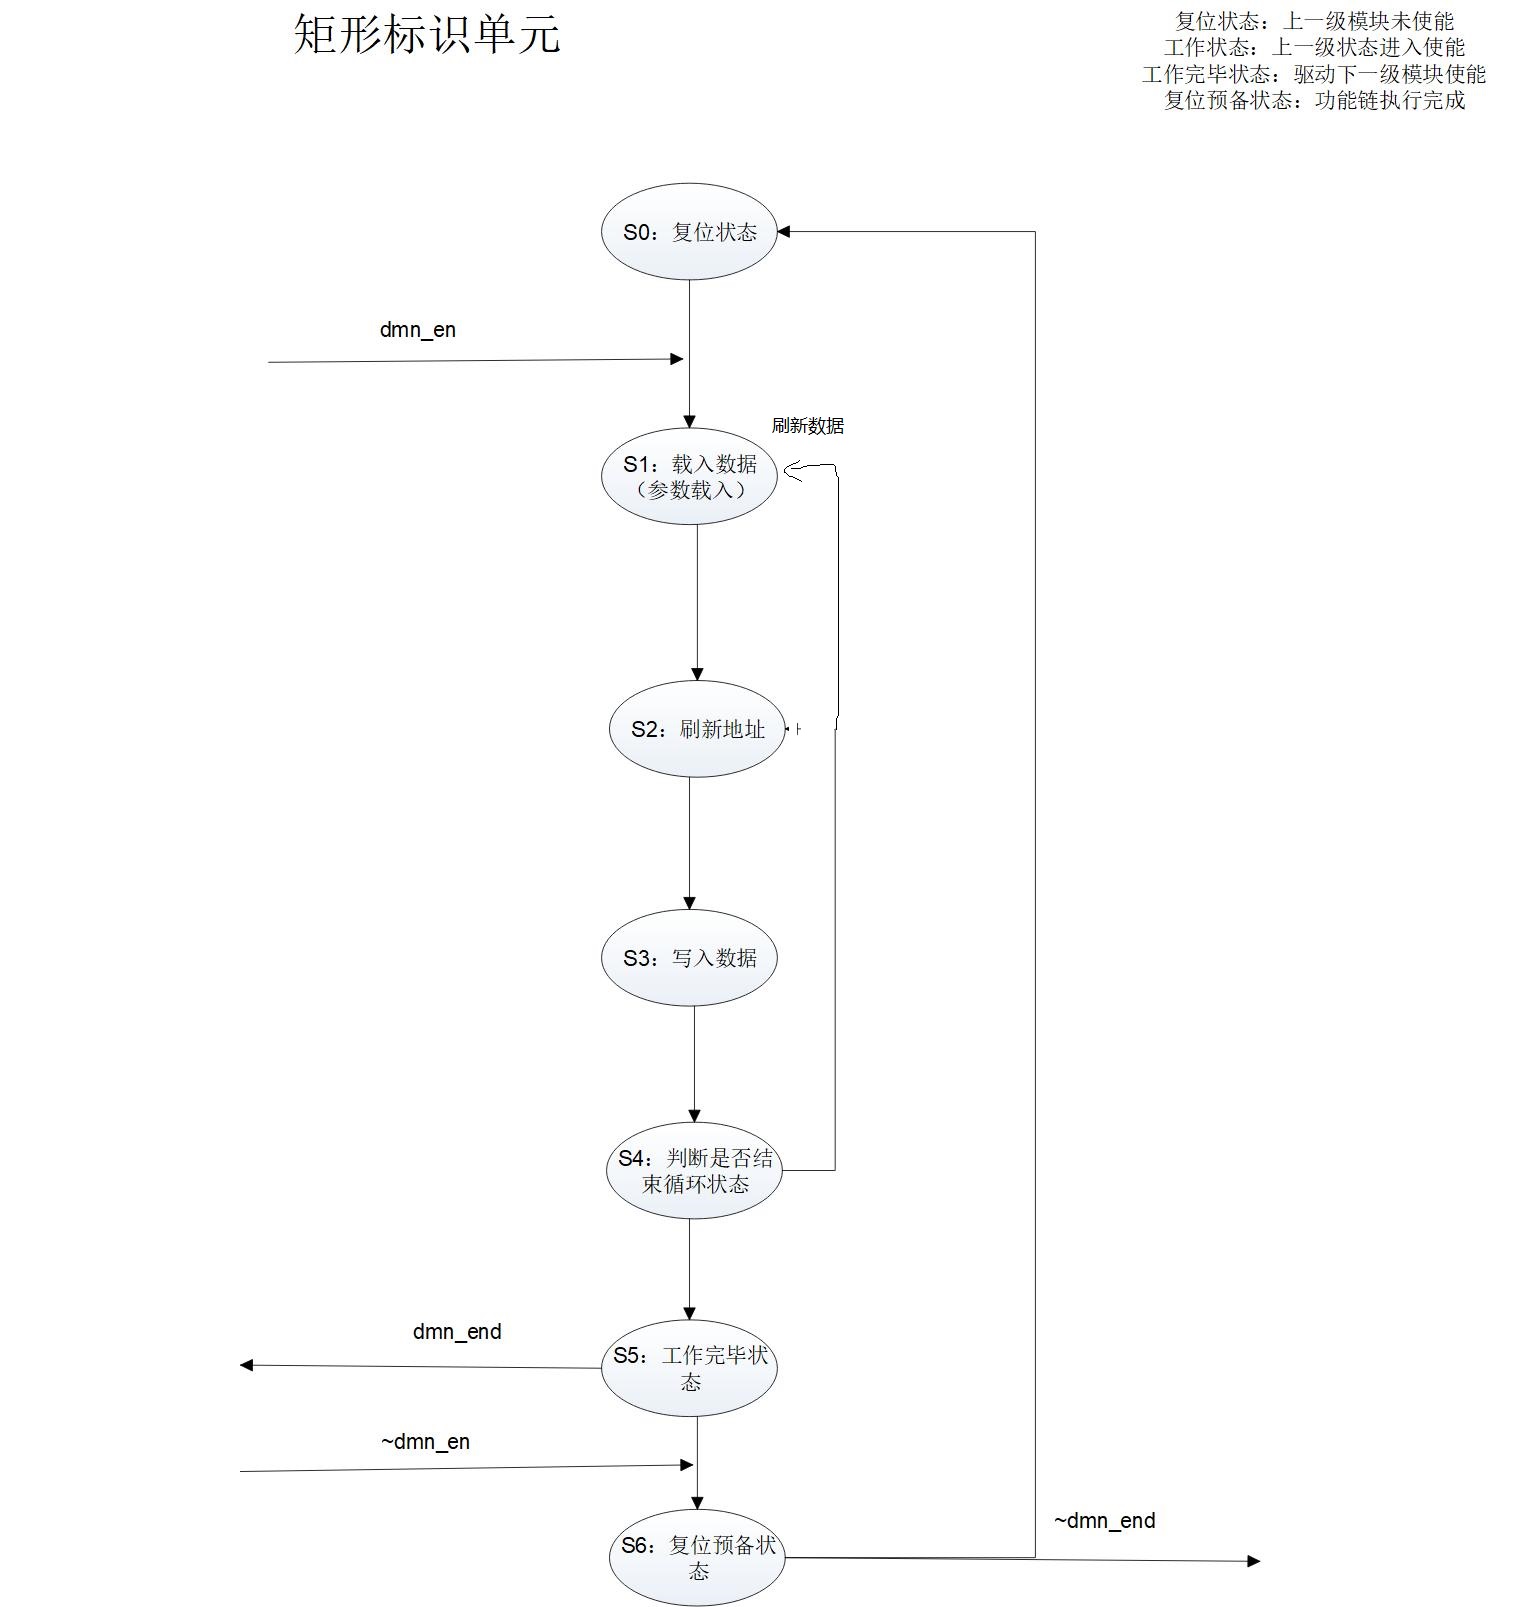 矩形标识单元
复位状态：上一级模块未使能
工作状态：上一级状态进入使能
工作完毕状态：驱动下一级模块使能
复位预备状态：功能链执行完成
S0：复位状态
dmn_en
刷新数据
S1：载入数据
（参数载入）
S2：刷新地址
S3：写入数据
S4：判断是否结
束循环状态
dmn_end
S5：工作完毕状
态
~dmn_en
~dmn_end
S6：复位预备状
态